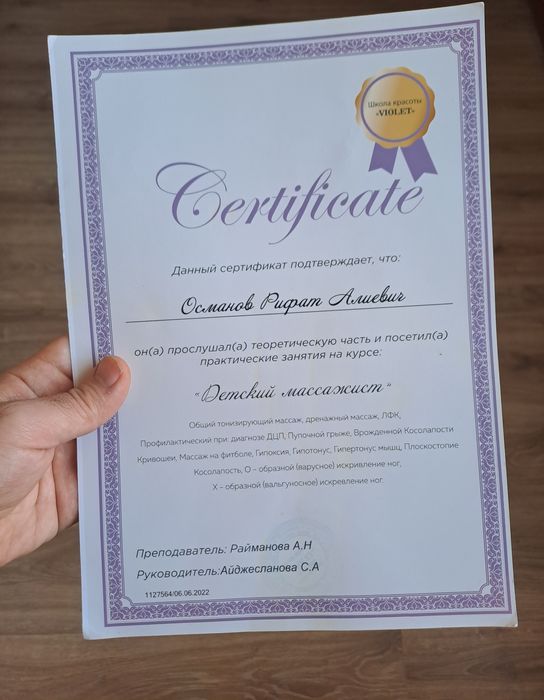 Школа красоты
«VIOLET»
Certificate
Данный сертификат подтверждает, что:
Османов Рифат Алиевич
он(а) прослушал(а) теоретическую часть и посетил(а)
практические занятия на курсе:
"Детский массажист"
Общий тонизирующий массаж, дренажный массаж, ЛФК,
Профилактический при: диагнозе ДЦП, Пупочной грыже, Врожденной Косолапости
Кривошеи, Массаж на фитболе, Гипоксия, Гипотонус, Гипертонус мышц, Плоскостопие
Косолапость, О - образной (варусное) искривление ног,
Х - образной (вальгуносное) искревление ног
Преподаватель: Райманова А.Н
Руководитель:Айджесланова С.А
1127564/06.06.2022